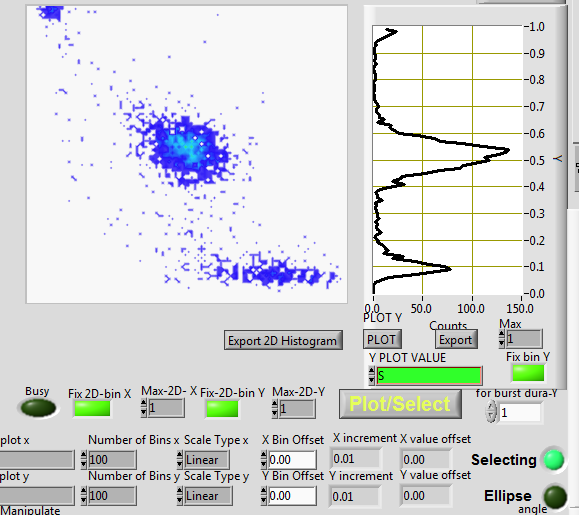 1.0
0.9
0.8
0.7
0.6
0.5
0.4
0.3
0.2
0.1
0.0
Y
0.0 50.0 100.0 150.0
Counts
PLOT Y
Max
Export 2D Histogram
PLOT
Export
1
Y PLOT VALUE
Fix bin Y
S
Busy
Fix 2D-bin X
Max-2D- X
Fix-2D-bin Y
Max-2D-Y
Plot/Select
for burst dura-Y
1
1
1
plot x
Number of Bins x
Scale Type x
X Bin Offset
X increment
X value offset
100
Linear
0.00
0.01
0.00
Selecting
plot y
Number of Bins y
Scale Type y
Y Bin Offset
Y increment
Y value offset
100
Linear
0.00
0.01
0.00
Ellipse
Manipulate
angle